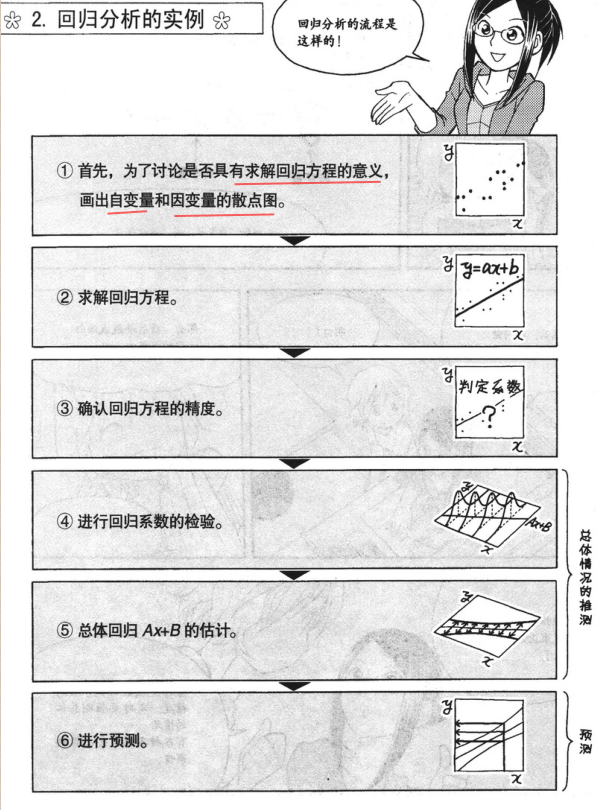 2. 回归分析的实例
回归分析的流程是
这样的！
① 首先，为了讨论是否具有求解回归方程的意义，
画出自变量和因变量的散点图。
y
x
② 求解回归方程。
y
y=ax+b
x
③ 确认回归方程的精度。
y
判定系数
?
x
④ 进行回归系数的检验。
y
Ax+B
x
⑤ 总体回归 Ax+B 的估计。
y
x
总体情况的推测
⑥ 进行预测。
y
x
预测